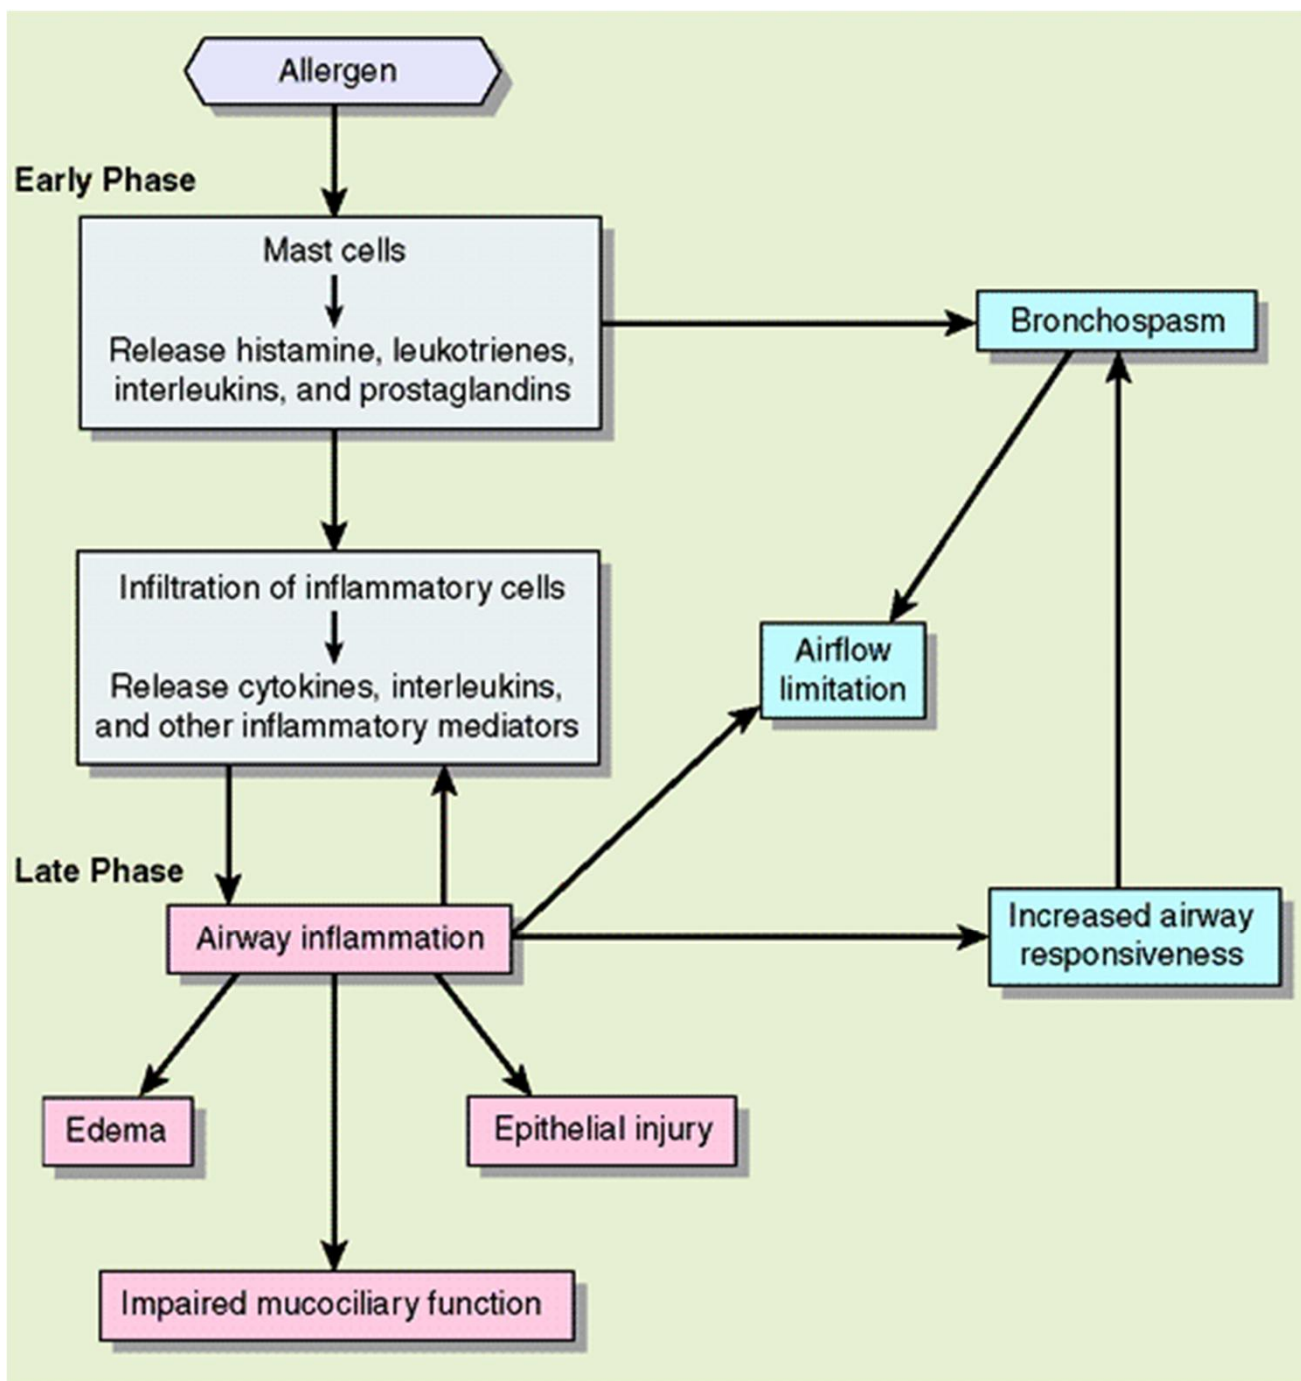 Allergen
Early Phase
Mast cells
Release histamine, leukotrienes,
interleukins, and prostaglandins
Bronchospasm
Infiltration of inflammatory cells
Release cytokines, interleukins,
and other inflammatory mediators
Airflow
limitation
Late Phase
Airway inflammation
Increased airway
responsiveness
Edema
Epithelial injury
Impaired mucociliary function